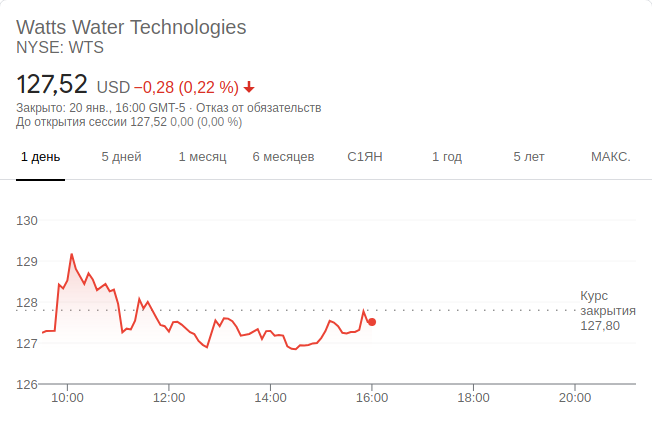 Watts Water Technologies
NYSE: WTS
127,52 USD −0,28 (0,22 %)
Закрыто: 20 янв., 16:00 GMT-5 · Отказ от обязательств
До открытия сессии 127,52 0,00 (0,00 %)
1 день 5 дней 1 месяц 6 месяцев С1ЯН 1 год 5 лет МАКС.
130
129
128
127
126
Курс
закрытия
127,80
10:00 12:00 14:00 16:00 18:00 20:00